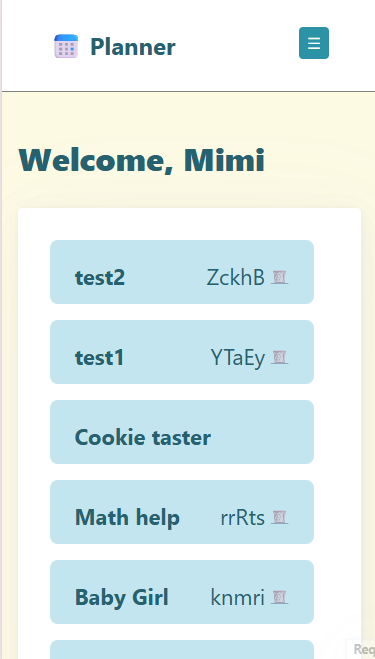 Planner
Welcome, Mimi
test2 ZckhB
test1 YTaEy
Cookie taster
Math help rrRts
Baby Girl knmri
Req